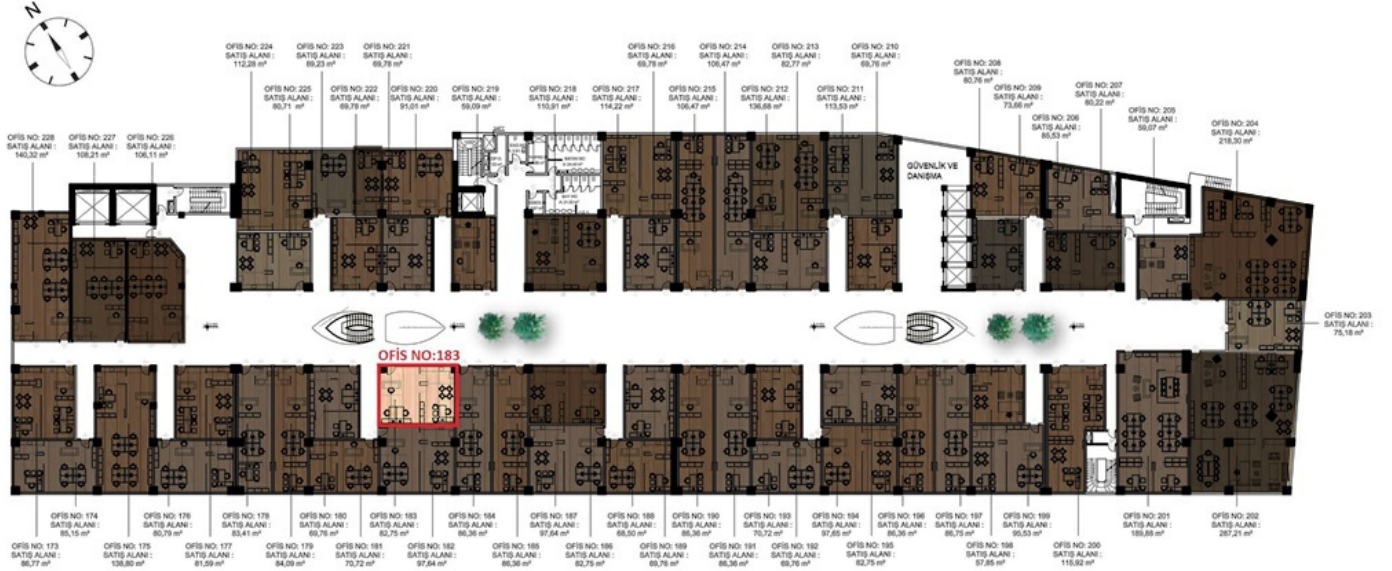 N
OFİS NO: 224
SATIŞ ALANI :
112,28 m²
OFİS NO: 223
SATIŞ ALANI :
89,23 m²
OFİS NO: 221
SATIŞ ALANI :
69,78 m²
OFİS NO: 216
SATIŞ ALANI :
69,78 m²
OFİS NO: 214
SATIŞ ALANI :
106,47 m²
OFİS NO: 213
SATIŞ ALANI :
82,77 m²
OFİS NO: 210
SATIŞ ALANI :
69,76 m²
OFİS NO: 208
SATIŞ ALANI :
80,76 m²
OFİS NO: 207
SATIŞ ALANI :
80,22 m²
OFİS NO: 225
SATIŞ ALANI :
80,71 m²
OFİS NO: 222
SATIŞ ALANI :
69,78 m²
OFİS NO: 220
SATIŞ ALANI :
91,01 m²
OFİS NO: 219
SATIŞ ALANI :
59,09 m²
OFİS NO: 218
SATIŞ ALANI :
110,91 m²
OFİS NO: 217
SATIŞ ALANI :
114,22 m²
OFİS NO: 215
SATIŞ ALANI :
106,47 m²
OFİS NO: 212
SATIŞ ALANI :
136,68 m²
OFİS NO: 211
SATIŞ ALANI :
113,53 m²
OFİS NO: 209
SATIŞ ALANI :
73,66 m²
OFİS NO: 206
SATIŞ ALANI :
85,53 m²
OFİS NO: 205
SATIŞ ALANI :
59,07 m²
OFİS NO: 204
SATIŞ ALANI :
218,30 m²
OFİS NO: 228
SATIŞ ALANI :
140,32 m²
OFİS NO: 227
SATIŞ ALANI :
108,21 m²
OFİS NO: 226
SATIŞ ALANI :
106,11 m²
GÜVENLİK VE
DANIŞMA
OFİS NO: 203
SATIŞ ALANI :
75,18 m²
OFİS NO:183
OFİS NO: 174
SATIŞ ALANI :
85,15 m²
OFİS NO: 176
SATIŞ ALANI :
80,79 m²
OFİS NO: 178
SATIŞ ALANI :
83,41 m²
OFİS NO: 180
SATIŞ ALANI :
69,76 m²
OFİS NO: 183
SATIŞ ALANI :
82,75 m²
OFİS NO: 184
SATIŞ ALANI :
86,36 m²
OFİS NO: 187
SATIŞ ALANI :
97,64 m²
OFİS NO: 188
SATIŞ ALANI :
68,50 m²
OFİS NO: 190
SATIŞ ALANI :
86,36 m²
OFİS NO: 193
SATIŞ ALANI :
70,72 m²
OFİS NO: 194
SATIŞ ALANI :
97,65 m²
OFİS NO: 196
SATIŞ ALANI :
86,36 m²
OFİS NO: 197
SATIŞ ALANI :
86,75 m²
OFİS NO: 199
SATIŞ ALANI :
95,53 m²
OFİS NO: 201
SATIŞ ALANI :
189,88 m²
OFİS NO: 202
SATIŞ ALANI :
287,21 m²
OFİS NO: 173
SATIŞ ALANI :
86,77 m²
OFİS NO: 175
SATIŞ ALANI :
138,80 m²
OFİS NO: 177
SATIŞ ALANI :
81,59 m²
OFİS NO: 179
SATIŞ ALANI :
84,09 m²
OFİS NO: 181
SATIŞ ALANI :
70,72 m²
OFİS NO: 182
SATIŞ ALANI :
97,64 m²
OFİS NO: 185
SATIŞ ALANI :
86,36 m²
OFİS NO: 186
SATIŞ ALANI :
82,75 m²
OFİS NO: 189
SATIŞ ALANI :
69,76 m²
OFİS NO: 191
SATIŞ ALANI :
86,36 m²
OFİS NO: 192
SATIŞ ALANI :
69,76 m²
OFİS NO: 195
SATIŞ ALANI :
82,75 m²
OFİS NO: 198
SATIŞ ALANI :
57,85 m²
OFİS NO: 200
SATIŞ ALANI :
115,92 m²